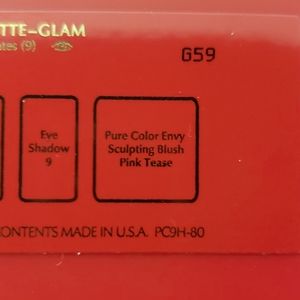 TTE-GLAM
tes (9)
G59
Eye
Shadow
9
Pure Color Envy
Sculpting Blush
Pink Tease
ONTENTS MADE IN U.S.A. PC9H-80